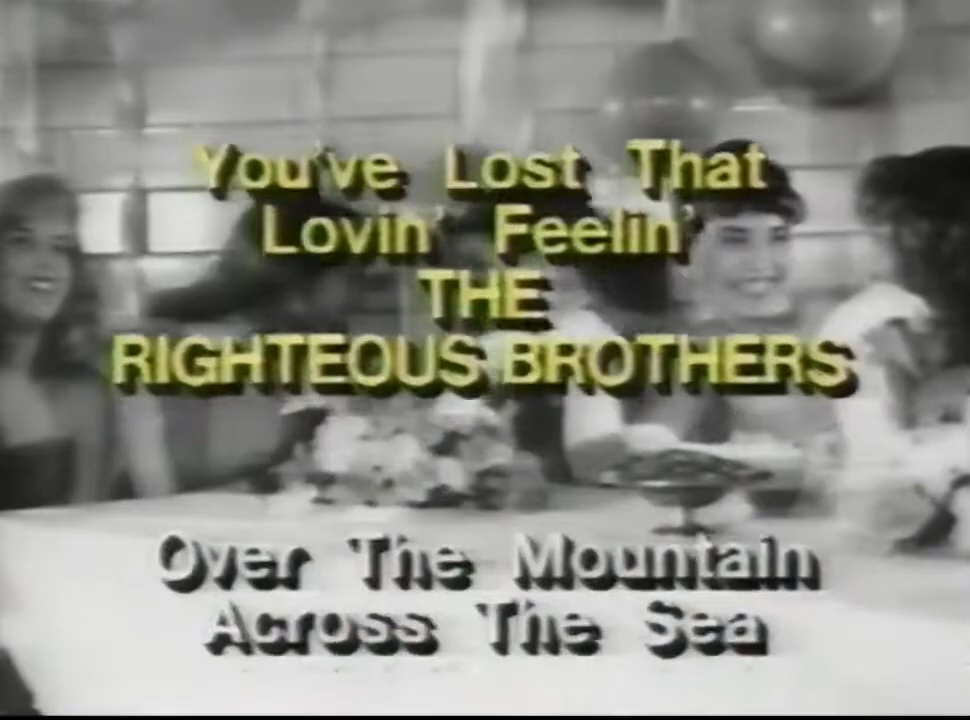 You've Lost That
Lovin' Feelin'
THE
RIGHTEOUS BROTHERS
Over The Mountain
Across The Sea